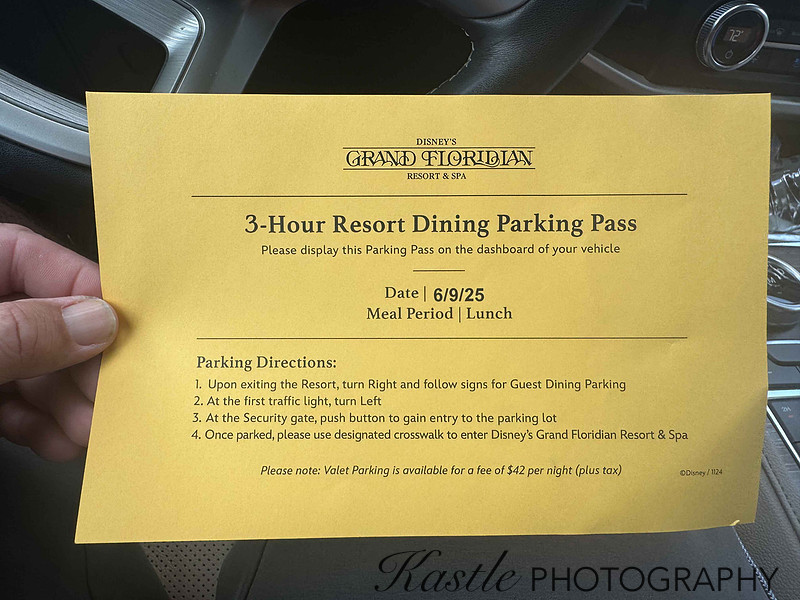 72°
DISNEY'S
GRAND FLORIDIAN
RESORT & SPA
3-Hour Resort Dining Parking Pass
Please display this Parking Pass on the dashboard of your vehicle
Date | 6/9/25
Meal Period | Lunch
Parking Directions:
1. Upon exiting the Resort, turn Right and follow signs for Guest Dining Parking
2. At the first traffic light, turn Left
3. At the Security gate, push button to gain entry to the parking lot
4. Once parked, please use designated crosswalk to enter Disney's Grand Floridian Resort & Spa
Please note: Valet Parking is available for a fee of $42 per night (plus tax)
©Disney / 1124
Kastle PHOTOGRAPHY